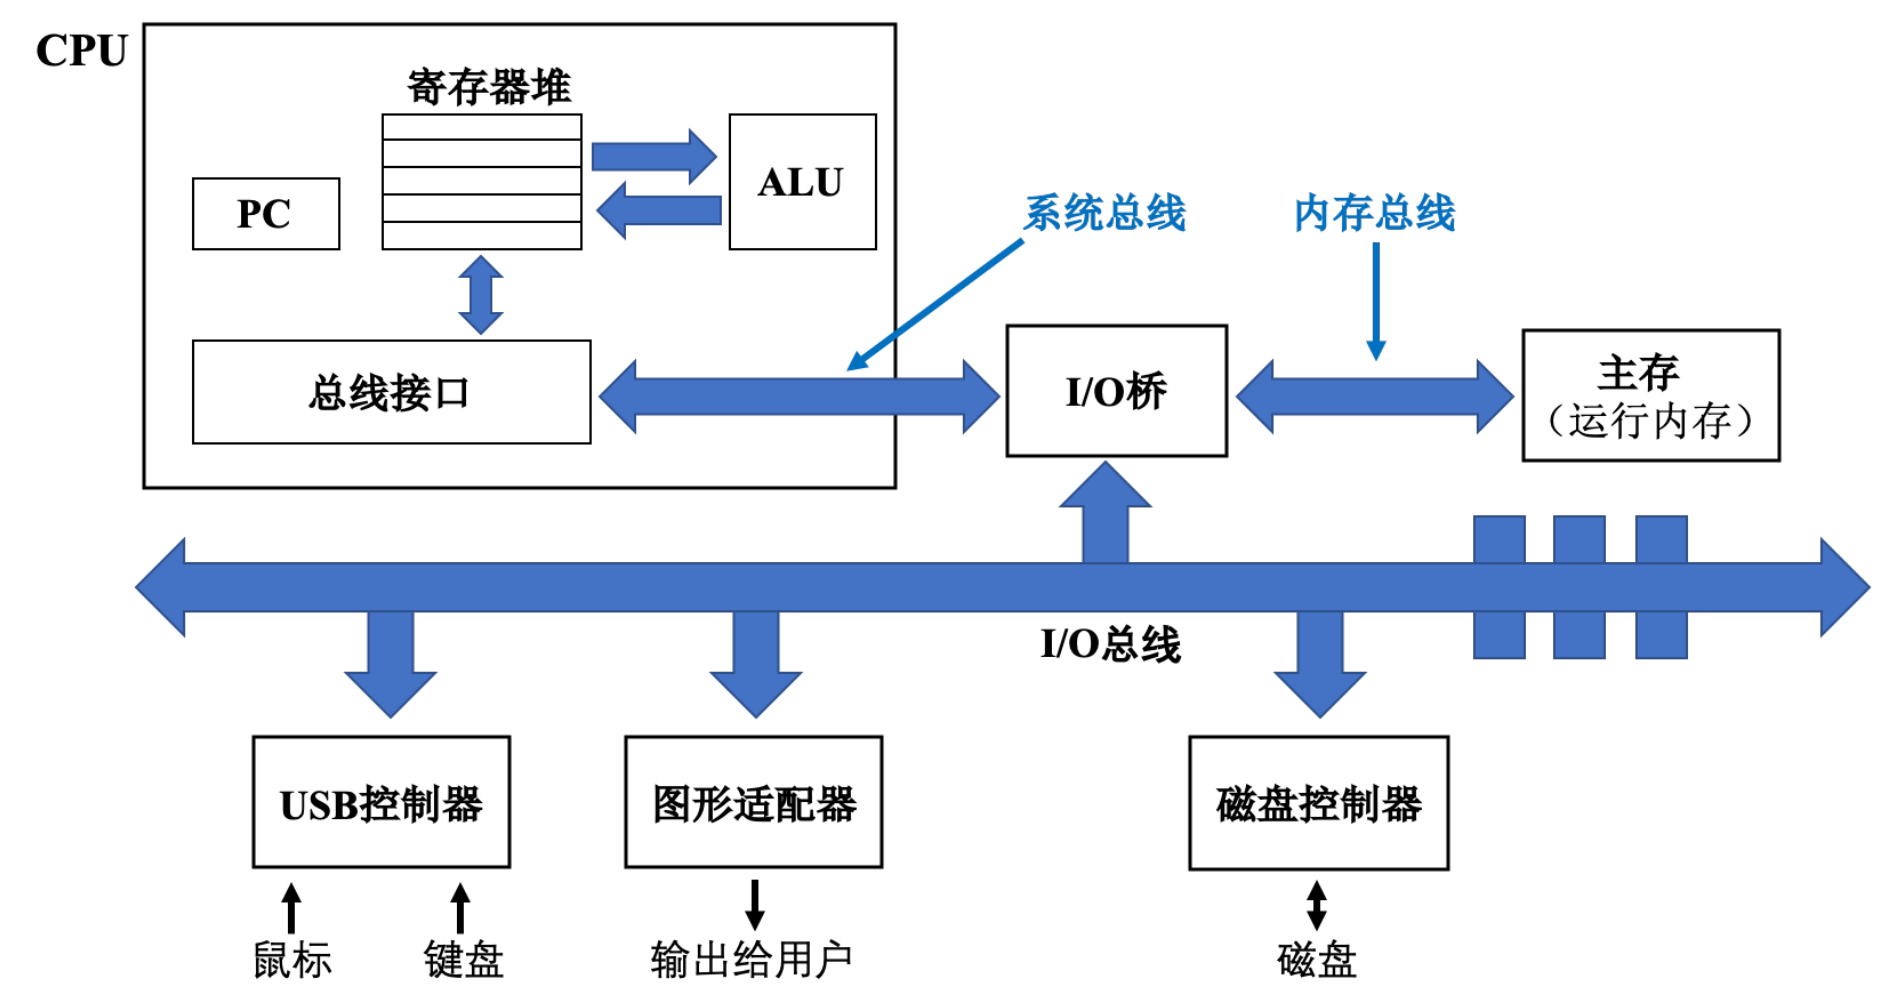 CPU
寄存器堆
PC
ALU
系统总线
内存总线
总线接口
I/O桥
主存
（运行内存）
I/O总线
USB控制器
图形适配器
磁盘控制器
鼠标
键盘
输出给用户
磁盘